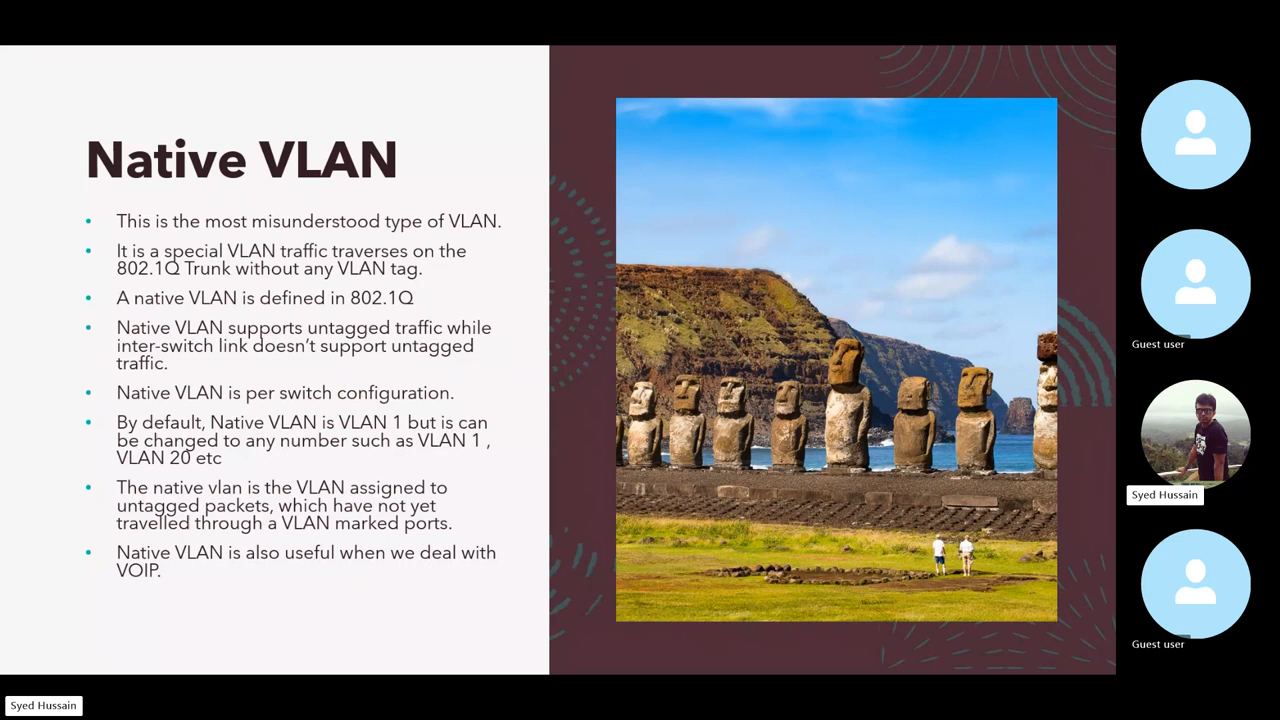 Native VLAN
This is the most misunderstood type of VLAN.
It is a special VLAN traffic traverses on the
802.1Q Trunk without any VLAN tag.
A native VLAN is defined in 802.1Q
Native VLAN supports untagged traffic while
inter-switch link doesn’t support untagged
traffic.
Native VLAN is per switch configuration.
By default, Native VLAN is VLAN 1 but is can
be changed to any number such as VLAN 1 ,
VLAN 20 etc
The native vlan is the VLAN assigned to
untagged packets, which have not yet
travelled through a VLAN marked ports.
Native VLAN is also useful when we deal with
VOIP.
Guest user
Syed Hussain
Guest user
Syed Hussain